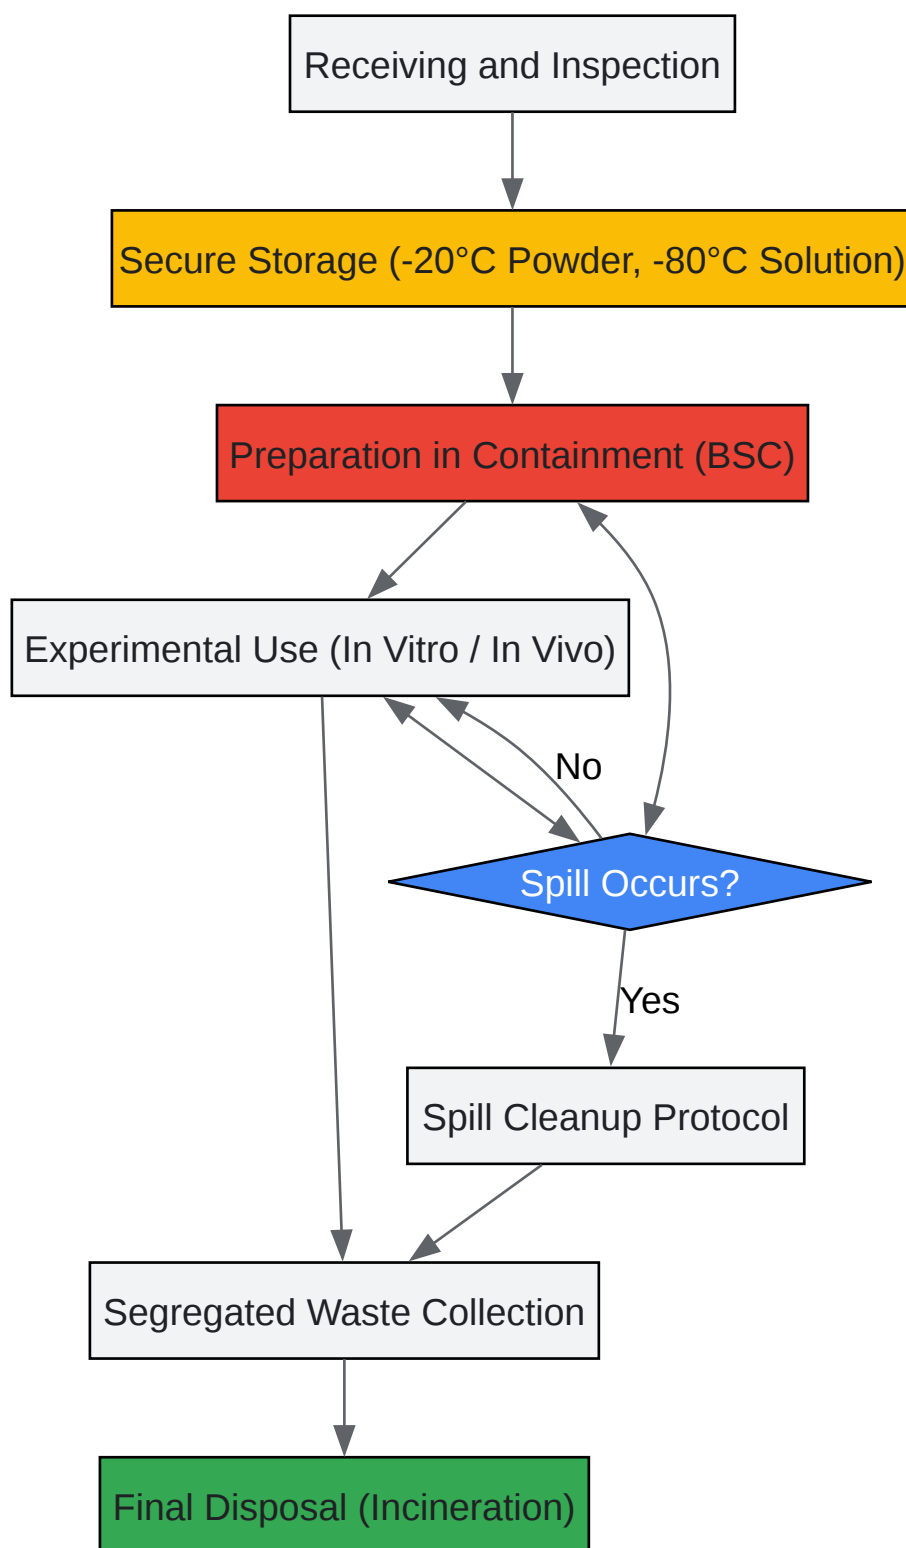 Receiving and Inspection
Secure Storage (-20°C Powder, -80°C Solution)
Preparation in Containment (BSC)
Experimental Use (In Vitro / In Vivo)
No
Spill Occurs?
Yes
Spill Cleanup Protocol
Segregated Waste Collection
Final Disposal (Incineration)